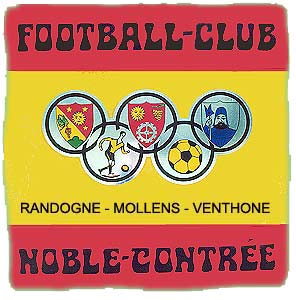 FOOTBALL-CLUB
RANDOGNE - MOLLENS - VENTHONE
NOBLE-CONTRÉE